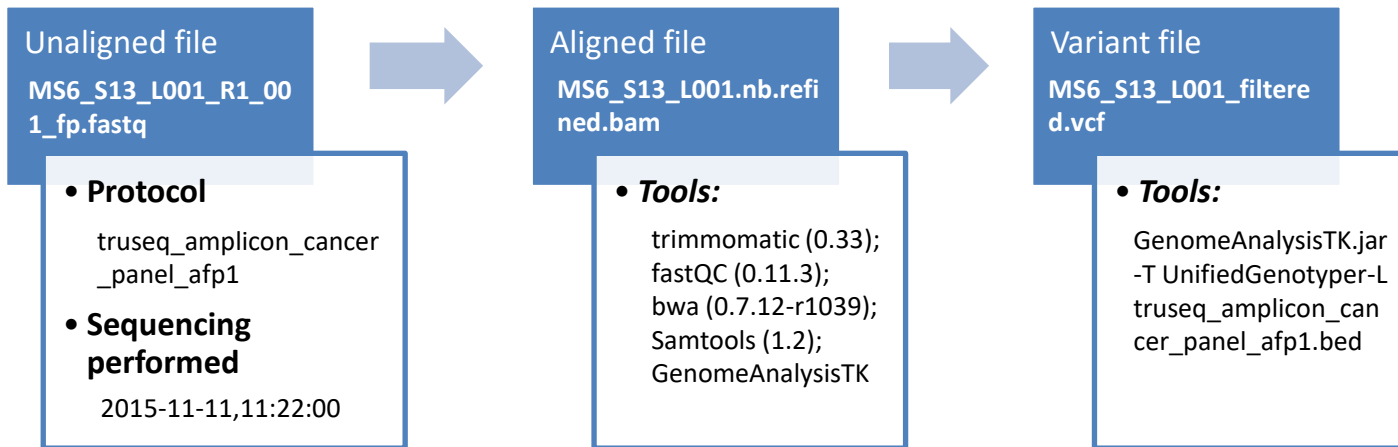 Unaligned file
MS6_S13_L001_R1_00
1_fp.fastq
• Protocol
truseq_amplicon_cancer
_panel_afp1
• Sequencing
performed
2015-11-11,11:22:00
Aligned file
MS6_S13_L001.nb.refi
ned.bam
• Tools:
trimmomatic (0.33);
fastQC (0.11.3);
bwa (0.7.12-r1039);
Samtools (1.2);
GenomeAnalysisTK
Variant file
MS6_S13_L001_filtere
d.vcf
• Tools:
GenomeAnalysisTK.jar
-T UnifiedGenotyper-L
truseq_amplicon_can
cer_panel_afp1.bed